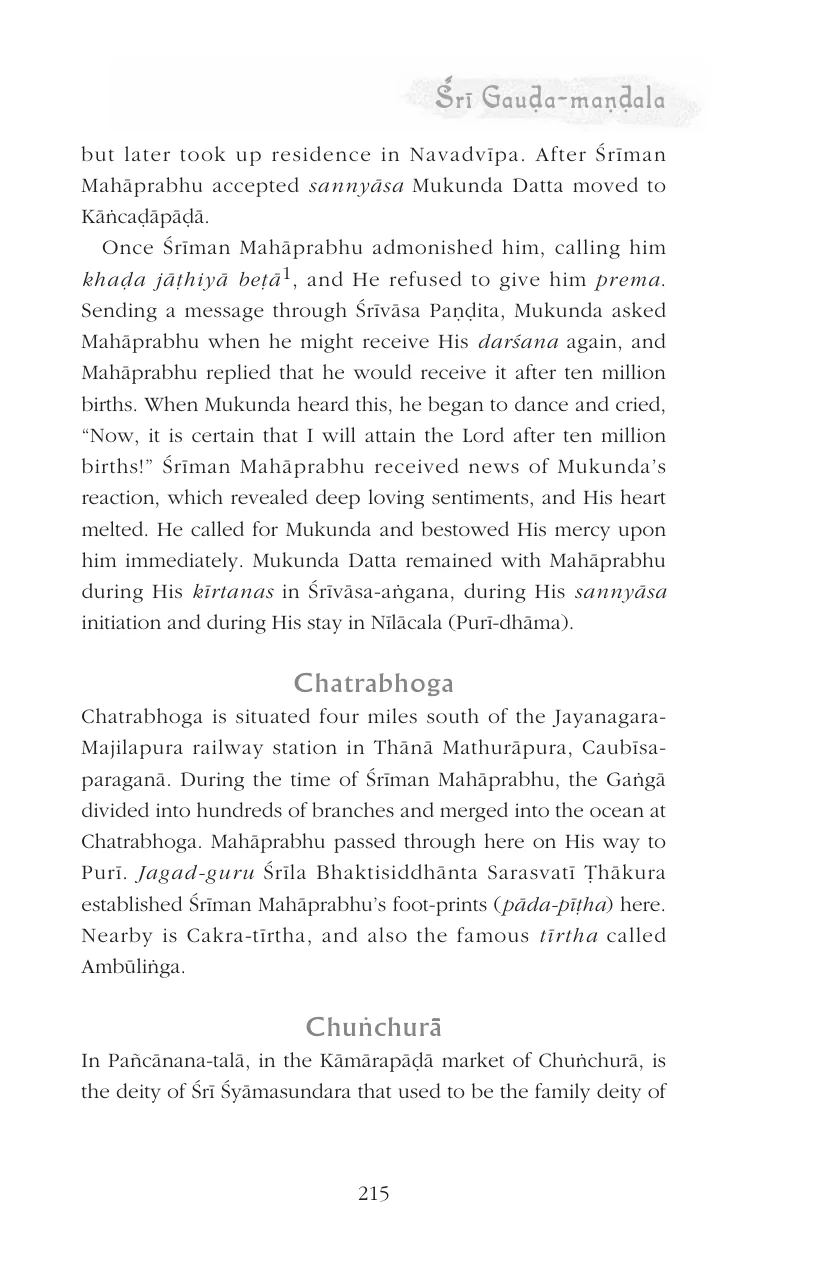 Śrī Gauḍa-maṇḍala
but later took up residence in Navadvīpa. After Śrīman
Mahāprabhu accepted sannyāsa Mukunda Datta moved to
Kāṅcaḍāpāḍā.
Once Śrīman Mahāprabhu admonished him, calling him
khaḍa jāṭhiyā beṭā1, and He refused to give him prema.
Sending a message through Śrīvāsa Paṇḍita, Mukunda asked
Mahāprabhu when he might receive His darśana again, and
Mahāprabhu replied that he would receive it after ten million
births. When Mukunda heard this, he began to dance and cried,
“Now, it is certain that I will attain the Lord after ten million
births!” Śrīman Mahāprabhu received news of Mukunda’s
reaction, which revealed deep loving sentiments, and His heart
melted. He called for Mukunda and bestowed His mercy upon
him immediately. Mukunda Datta remained with Mahāprabhu
during His kīrtanas in Śrīvāsa-aṅgana, during His sannyāsa
initiation and during His stay in Nīlācala (Purī-dhāma).
Chatrabhoga
Chatrabhoga is situated four miles south of the Jayanagara-
Majilapura railway station in Thānā Mathurāpura, Caubīsa-
paraganā. During the time of Śrīman Mahāprabhu, the Gaṅgā
divided into hundreds of branches and merged into the ocean at
Chatrabhoga. Mahāprabhu passed through here on His way to
Purī. Jagad-guru Śrīla Bhaktisiddhānta Sarasvatī Ṭhākura
established Śrīman Mahāprabhu’s foot-prints (pāda-pīṭha) here.
Nearby is Cakra-tīrtha, and also the famous tīrtha called
Ambūliṅga.
Chuṅchurā
In Pañcānana-talā, in the Kāmārapāḍā market of Chuṅchurā, is
the deity of Śrī Śyāmasundara that used to be the family deity of
215